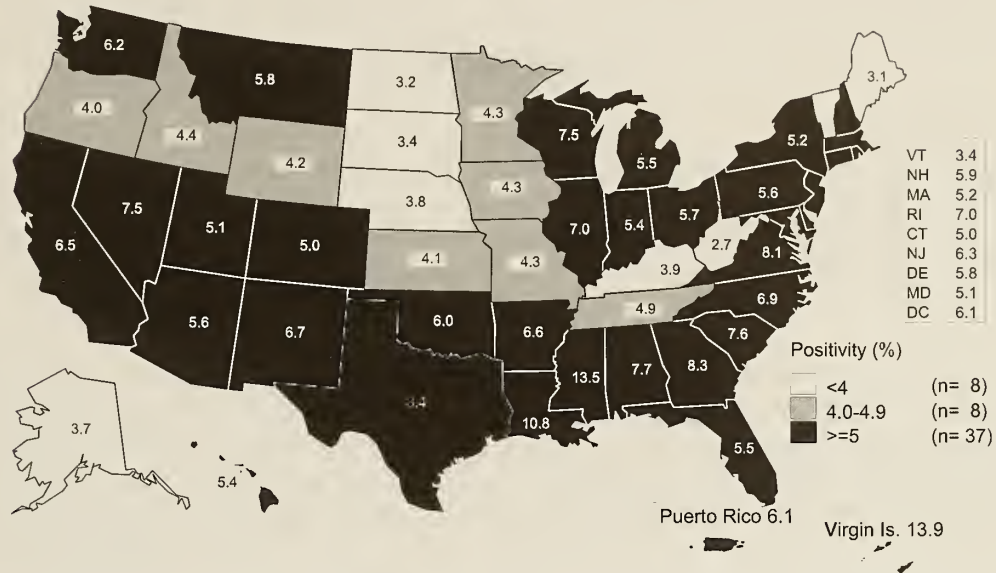 6.2
5.8
3.2
3.1
4.3
4.0
4.4
7.5
5.2
3.4
5.5
VT 3.4
4.2
NH 5.9
4.3
5.6
MA 5.2
7.5
3.8
5.7
RI 7.0
5.1
7.0
5.4
CT 5.0
6.5
5.0
2.7
8.1
NJ 6.3
4.1
4.3
3.9
DE 5.8
MD 5.1
6.9
DC 6.1
4.9
5.6
6.7
6.0
6.6
7.6
Positivity (%)
8.3
13.5
7.7
<4 (n= 8)
4.0-4.9 (n= 8)
10.8
3.7
>=5 (n= 37)
5.5
5.4
Puerto Rico 6.1
Virgin Is. 13.9